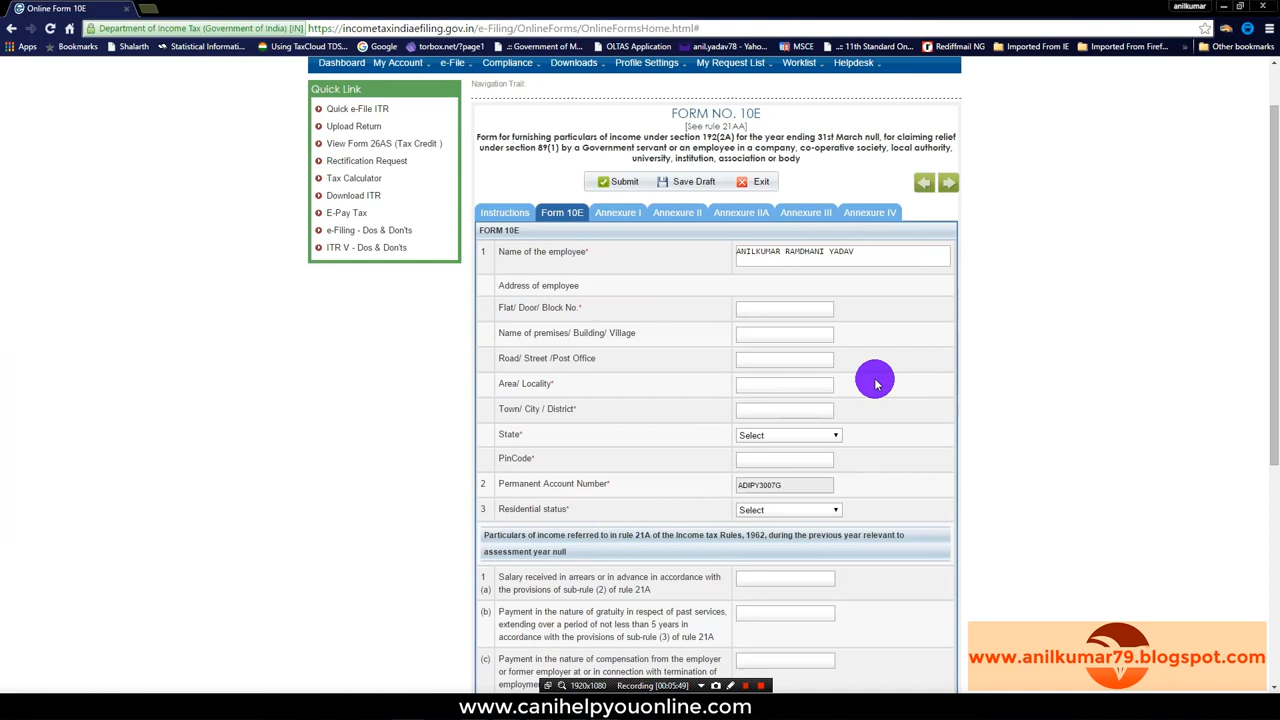 Online Form 10E
anilkumar
Department of Income Tax (Government of India) [IN]
https://incometaxindiaefiling.gov.in/e-Filing/OnlineForms/OnlineFormsHome.html#
Apps Bookmarks Shalarth Statistical Informati... Using TaxCloud TDS... Google torbox.net/?page1 .:: Government of M... OLTAS Application anil.yadav78 - Yaho... MSCE .:: 11th Standard On... Rediffmail NG Imported From IE Imported From Firef... Other bookmarks
Dashboard My Account e-File Compliance Downloads Profile Settings My Request List Worklist Helpdesk
Quick Link
Quick e-File ITR
Upload Return
View Form 26AS (Tax Credit )
Rectification Request
Tax Calculator
Download ITR
E-Pay Tax
e-Filing - Dos & Don'ts
ITR V - Dos & Don'ts
Navigation Trail:
FORM NO. 10E
[See rule 21AA]
Form for furnishing particulars of income under section 192(2A) for the year ending 31st March null, for claiming relief
under section 89(1) by a Government servant or an employee in a company, co-operative society, local authority,
university, institution, association or body
Submit Save Draft Exit
Instructions Form 10E Annexure I Annexure II Annexure IIA Annexure III Annexure IV
FORM 10E
1 Name of the employee* ANILKUMAR RAMDHANI YADAV
Address of employee
Flat/ Door/ Block No.*
Name of premises/ Building/ Village
Road/ Street /Post Office
Area/ Locality*
Town/ City / District*
State* Select
PinCode*
2 Permanent Account Number* ADIPY3007G
3 Residential status* Select
Particulars of income referred to in rule 21A of the Income tax Rules, 1962, during the previous year relevant to
assessment year null
1 Salary received in arrears or in advance in accordance with
(a) the provisions of sub-rule (2) of rule 21A
(b) Payment in the nature of gratuity in respect of past services,
extending over a period of not less than 5 years in
accordance with the provisions of sub-rule (3) of rule 21A
(c) Payment in the nature of compensation from the employer
or former employer at or in connection with termination of
employme
1920x1080 Recording [00:05:49]
www.anilkumar79.blogspot.com
www.canihelpyouonline.com